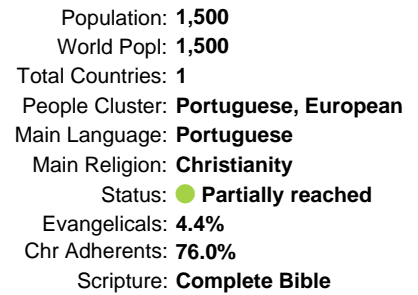 Population: 1,500
World Popl: 1,500
Total Countries: 1
People Cluster: Portuguese, European
Main Language: Portuguese
Main Religion: Christianity
Status: Partially reached
Evangelicals: 4.4%
Chr Adherents: 76.0%
Scripture: Complete Bible